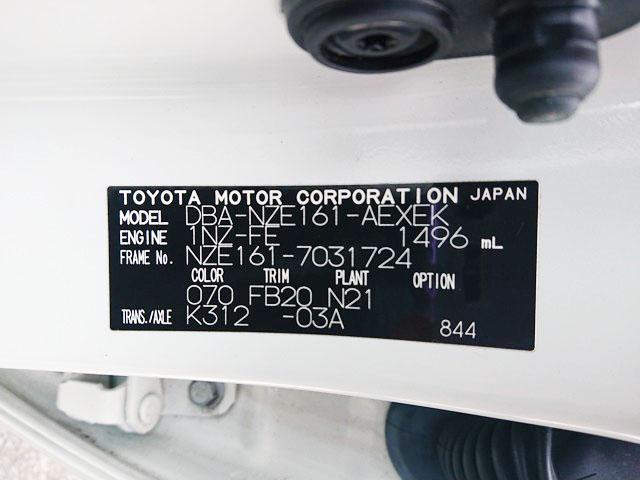 TOYOTA MOTOR CORPORATION JAPAN
MODEL DBA-NZE161-AEXEK
ENGINE 1NZ-FE 1496 mL
FRAME No. NZE161-7031724
COLOR TRIM PLANT OPTION
070 FB20 N21
TRANS./AXLE K312 -03A 844